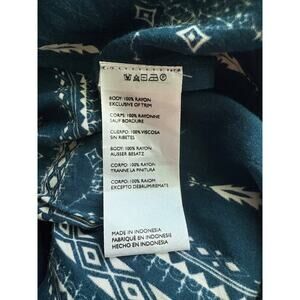 BODY: 100% RAYON
EXCLUSIVE OF TRIM
CORPS: 100% RAYONNE
SAUF BORDURE
CUERPO: 100% VISCOSA
SIN RIBETES
BODY: 100% RAYON
AUSSER BESATZ
CORPO: 100% RAYON
TRANNE LA FINITURA
CORPO: 100% RAIOM,
EXCEPTO DEBRUM/REMATE
MADE IN INDONESIA
FABRIQUÉ EN INDONESIE
HECHO EN INDONESIA